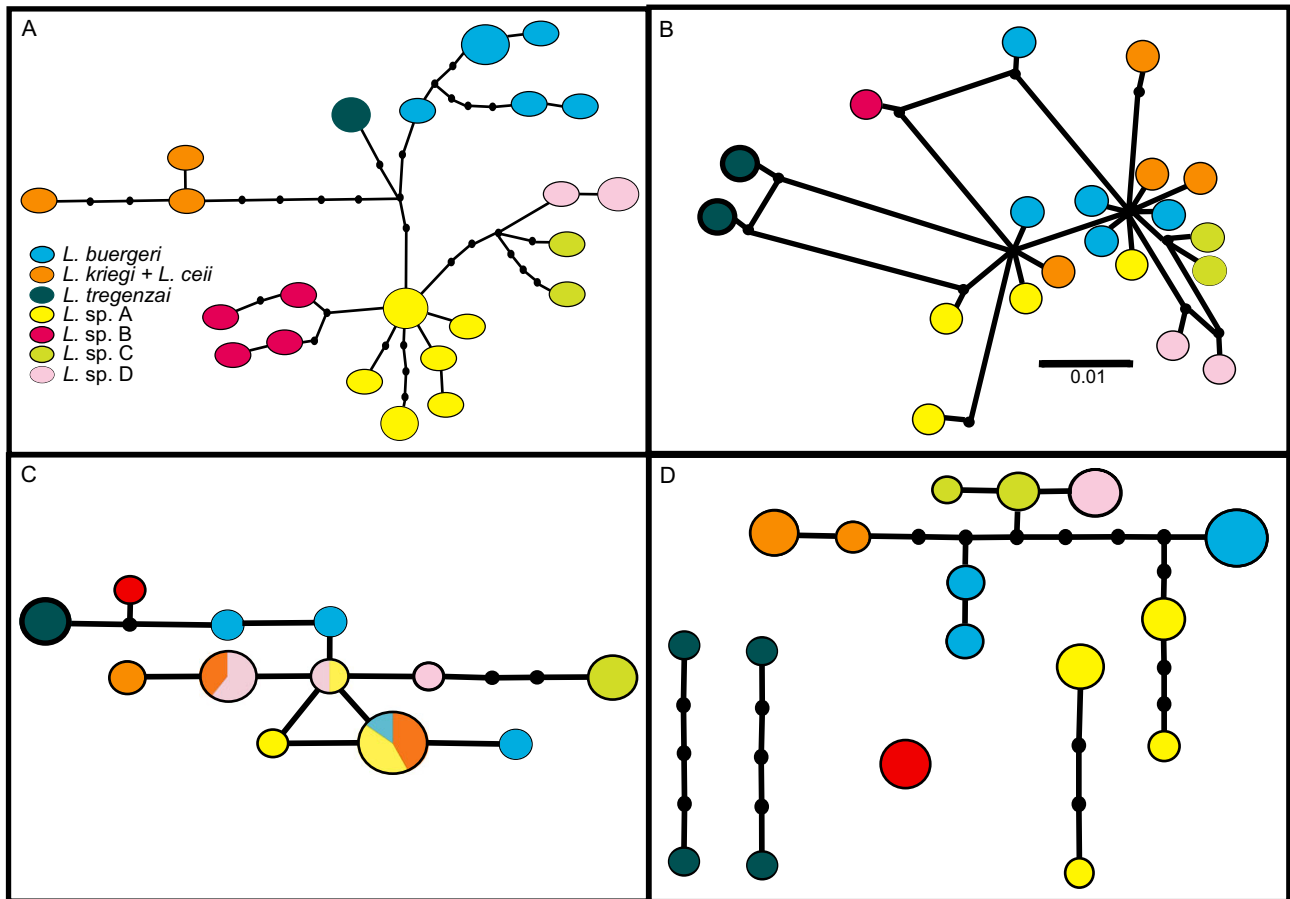 A
B
L. buergeri
L. kriegi + L. ceii
L. tregenzai
L. sp. A
L. sp. B
L. sp. C
L. sp. D
0.01
C
D